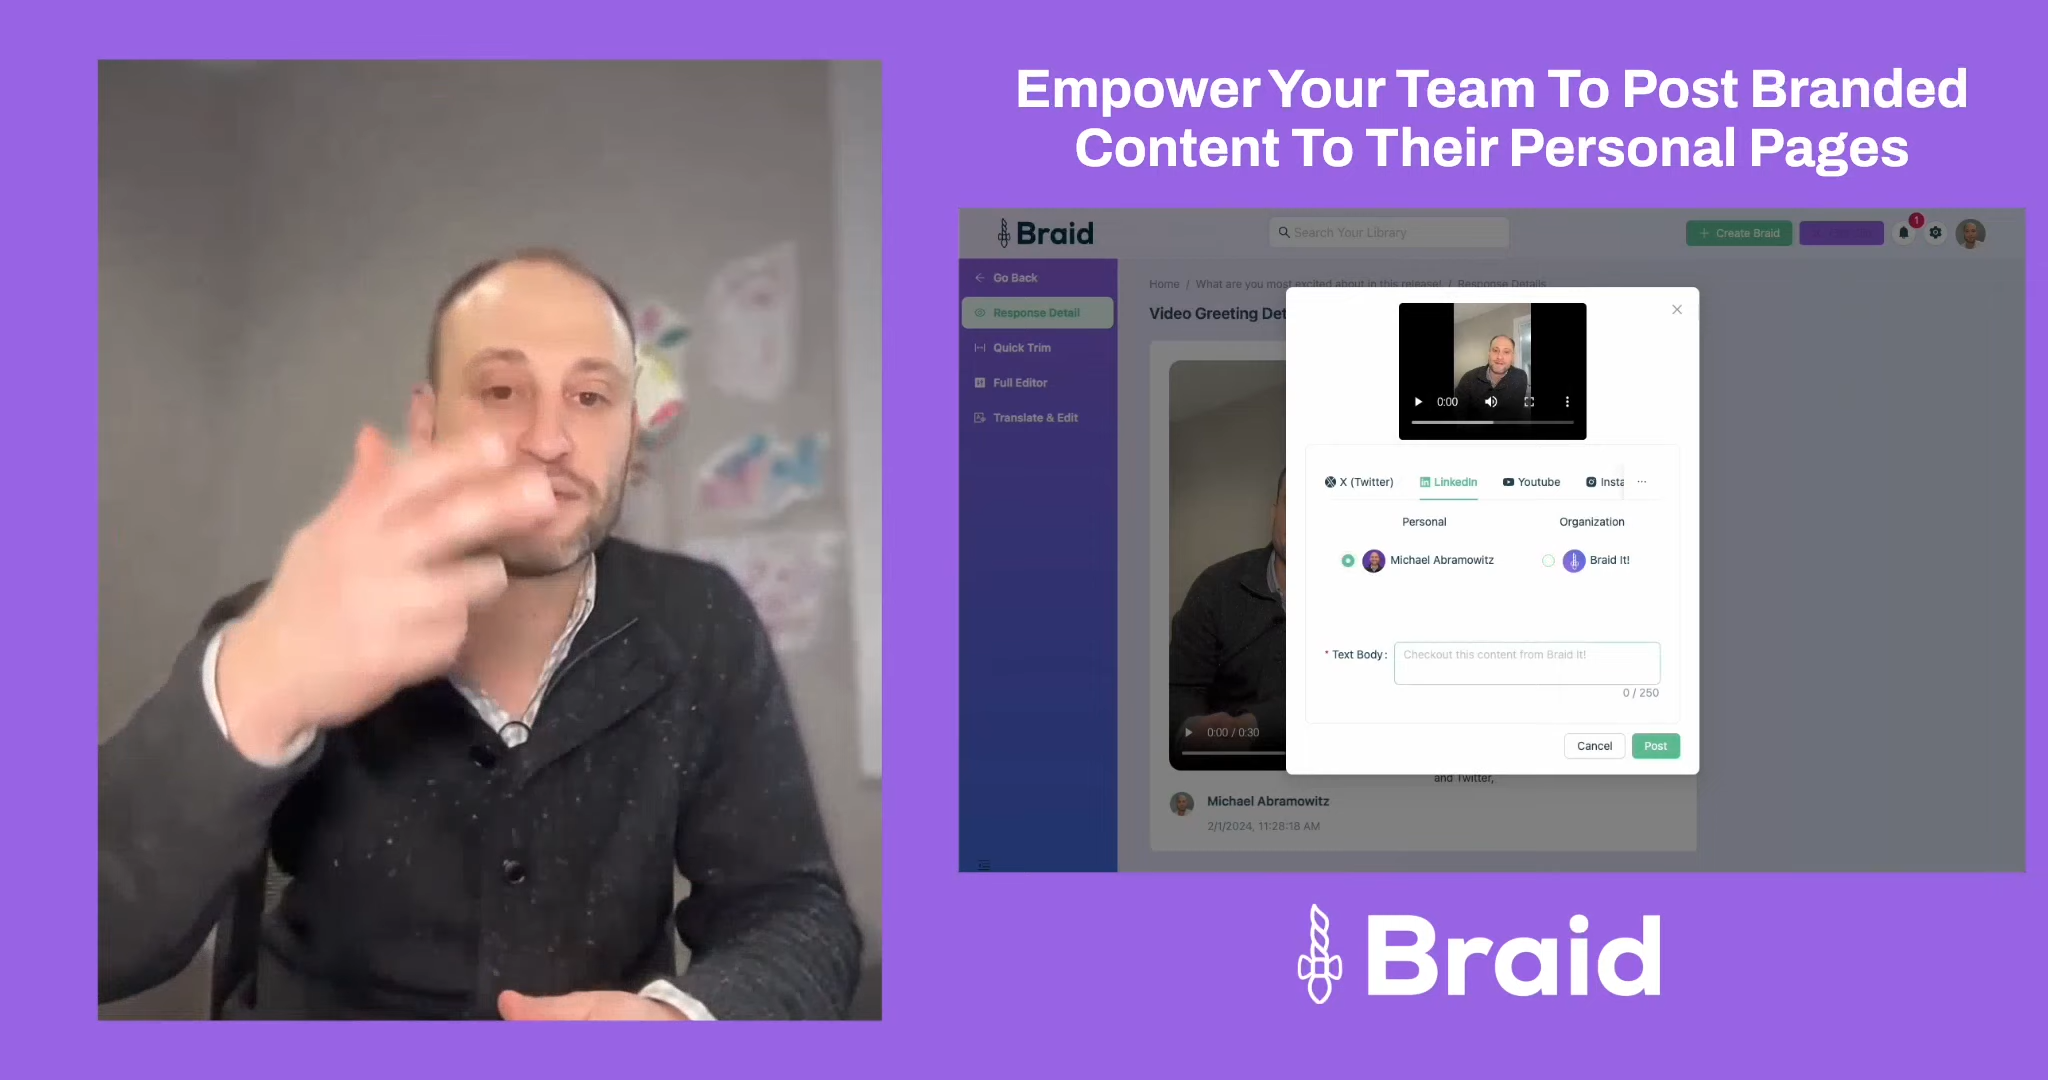 Empower Your Team To Post Branded
Content To Their Personal Pages
Braid
Search Your Library
+ Create Braid
1
Go Back
Response Detail
Quick Trim
Full Editor
Translate & Edit
Home / What are you most excited about in this release! / Response Details
Video Greeting Det
0:00
X (Twitter) LinkedIn Youtube Insta ...
Personal Organization
Michael Abramowitz Braid It!
* Text Body: Checkout this content from Braid It!
0 / 250
Cancel Post
0:00 / 0:30
and Twitter,
Michael Abramowitz
2/1/2024, 11:28:18 AM
Braid